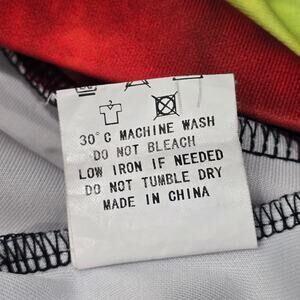 30°C MACHINE WASH
DO NOT BLEACH
LOW IRON IF NEEDED
DO NOT TUMBLE DRY
MADE IN CHINA